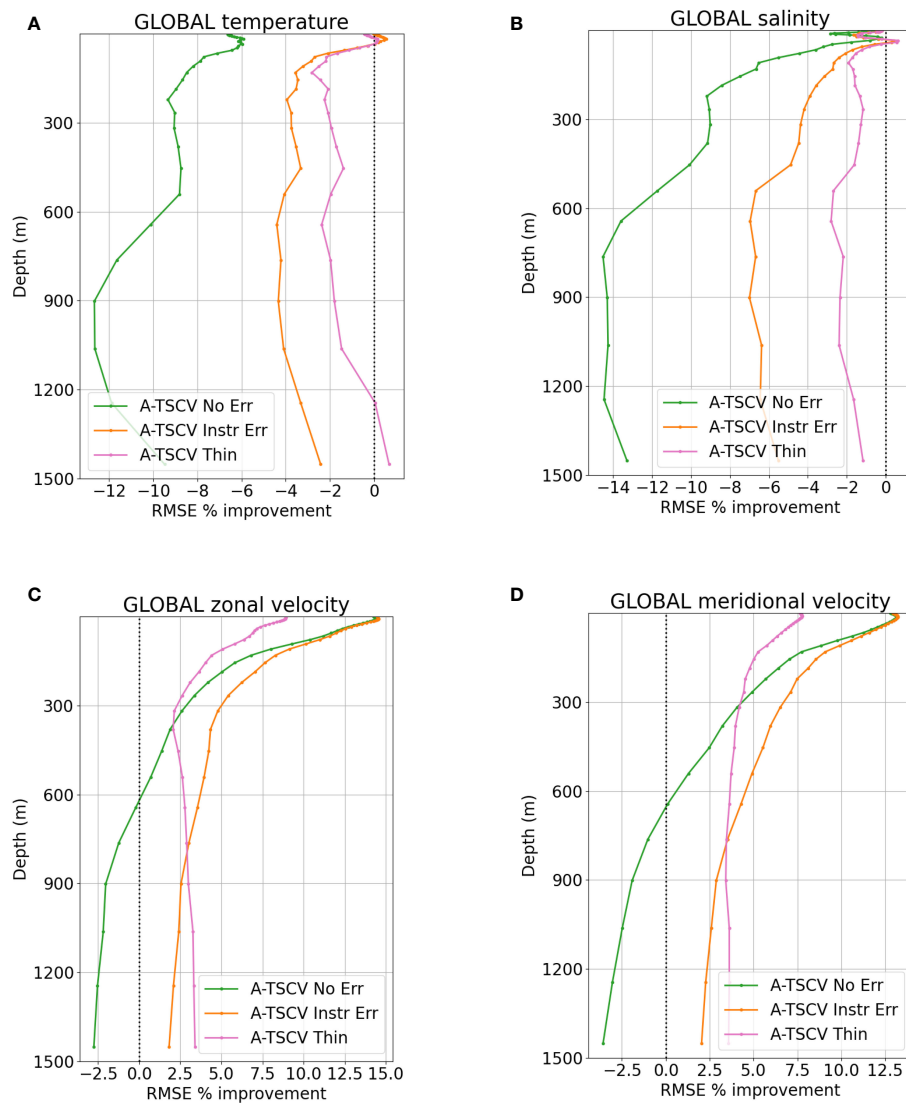 A
GLOBAL temperature
Depth (m)
300
600
900
1200
1500
A-TSCV No Err
A-TSCV Instr Err
A-TSCV Thin
−12 −10 −8 −6 −4 −2 0
RMSE % improvement
B
GLOBAL salinity
Depth (m)
300
600
900
1200
1500
A-TSCV No Err
A-TSCV Instr Err
A-TSCV Thin
−14 −12 −10 −8 −6 −4 −2 0
RMSE % improvement
C
GLOBAL zonal velocity
Depth (m)
300
600
900
1200
1500
A-TSCV No Err
A-TSCV Instr Err
A-TSCV Thin
−2.5 0.0 2.5 5.0 7.5 10.0 12.5 15.0
RMSE % improvement
D
GLOBAL meridional velocity
Depth (m)
300
600
900
1200
1500
A-TSCV No Err
A-TSCV Instr Err
A-TSCV Thin
−2.5 0.0 2.5 5.0 7.5 10.0 12.5
RMSE % improvement